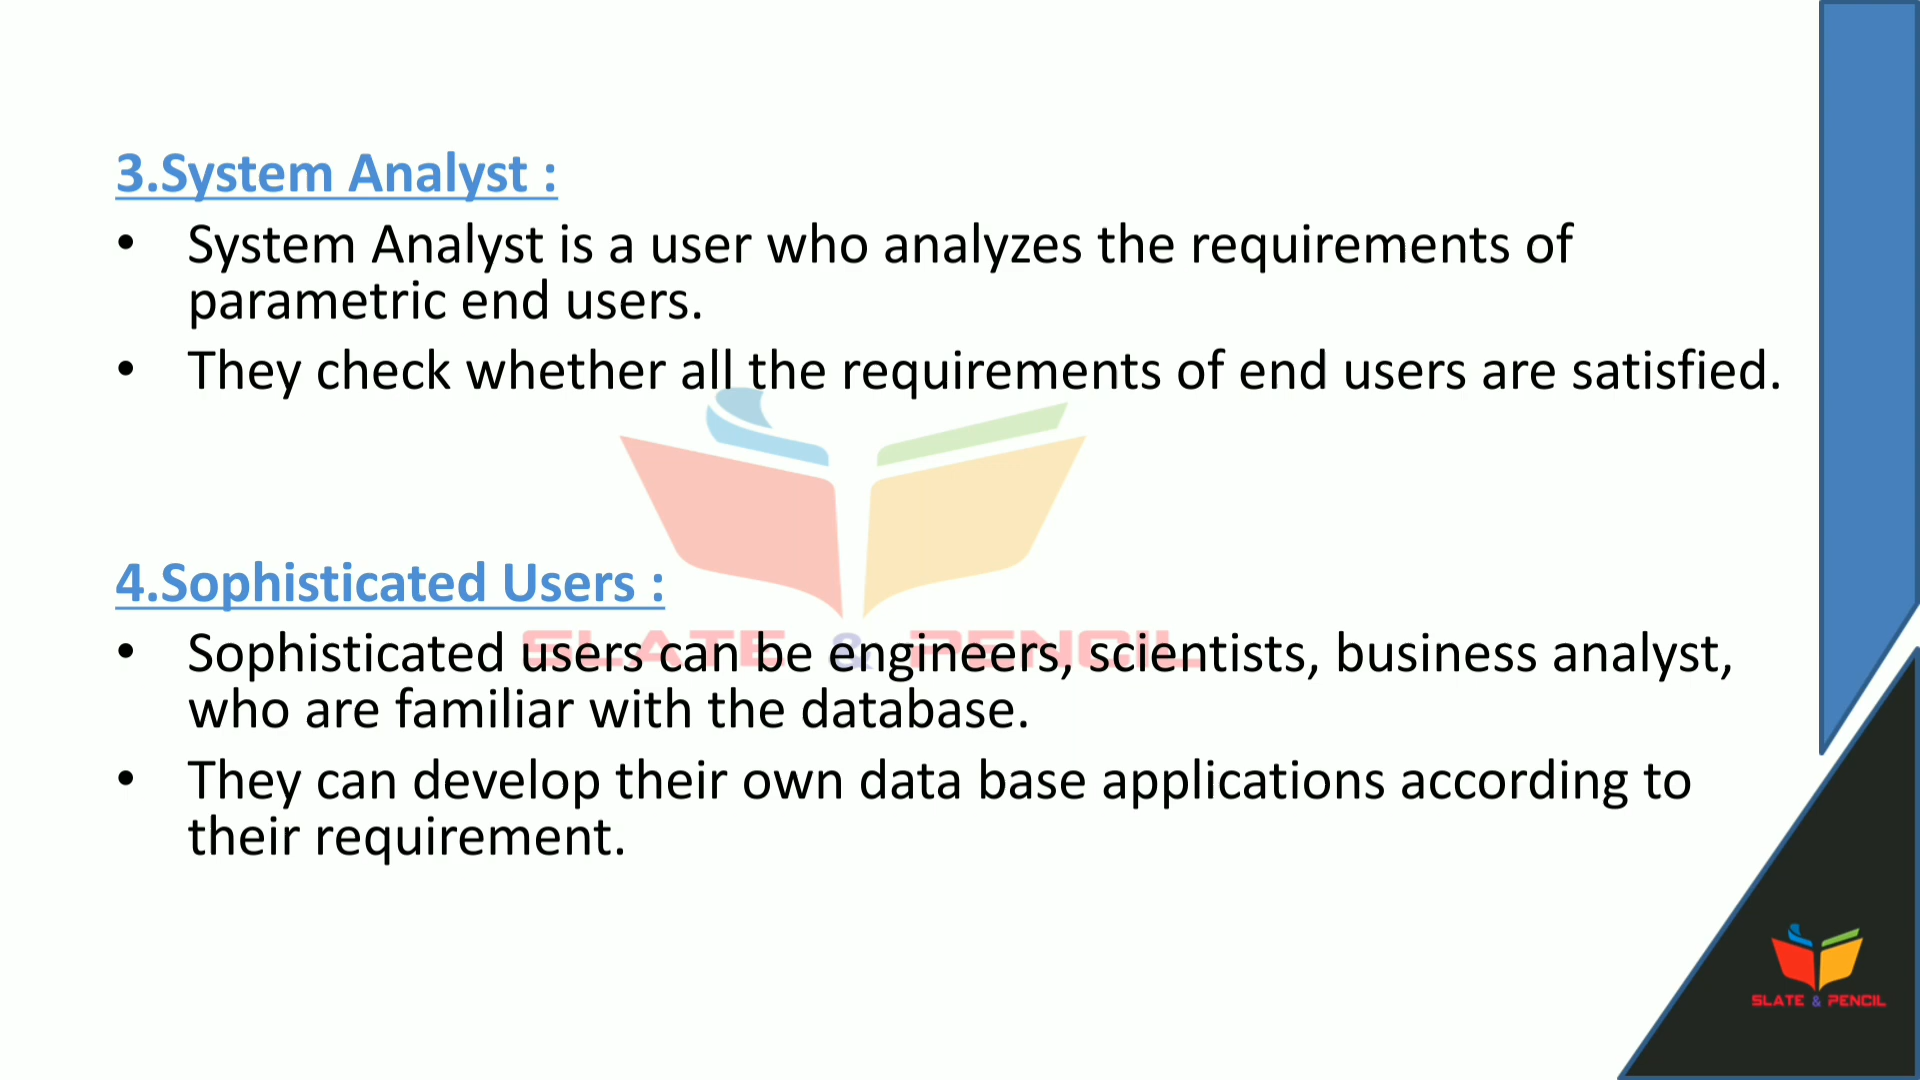 3.System Analyst :
• System Analyst is a user who analyzes the requirements of
parametric end users.
• They check whether all the requirements of end users are satisfied.
4.Sophisticated Users :
• Sophisticated users can be engineers, scientists, business analyst,
who are familiar with the database.
• They can develop their own data base applications according to
their requirement.
SLATE & PENCIL
SLATE & PENCIL